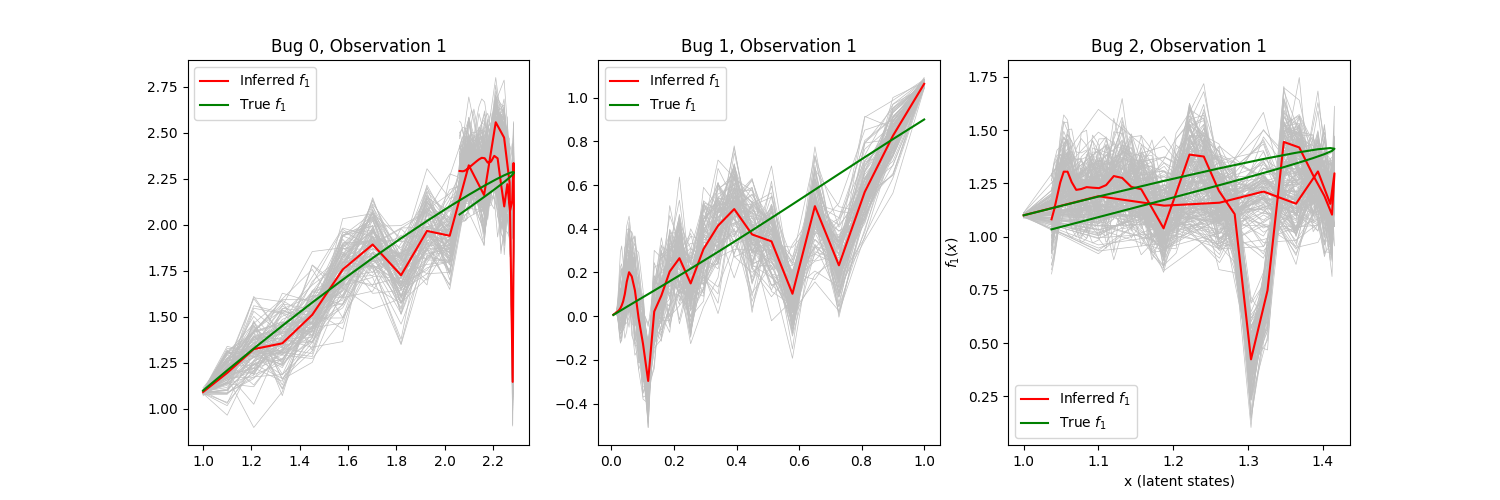 Bug 0, Observation 1
Inferred f₁
True f₁
2.75
2.50
2.25
2.00
1.75
1.50
1.25
1.00
1.0 1.2 1.4 1.6 1.8 2.0 2.2
Bug 1, Observation 1
Inferred f₁
True f₁
1.0
0.8
0.6
0.4
0.2
0.0
−0.2
−0.4
0.0 0.2 0.4 0.6 0.8 1.0
Bug 2, Observation 1
f₁(x)
1.75
1.50
1.25
1.00
0.75
0.50
0.25
Inferred f₁
True f₁
1.0 1.1 1.2 1.3 1.4
x (latent states)